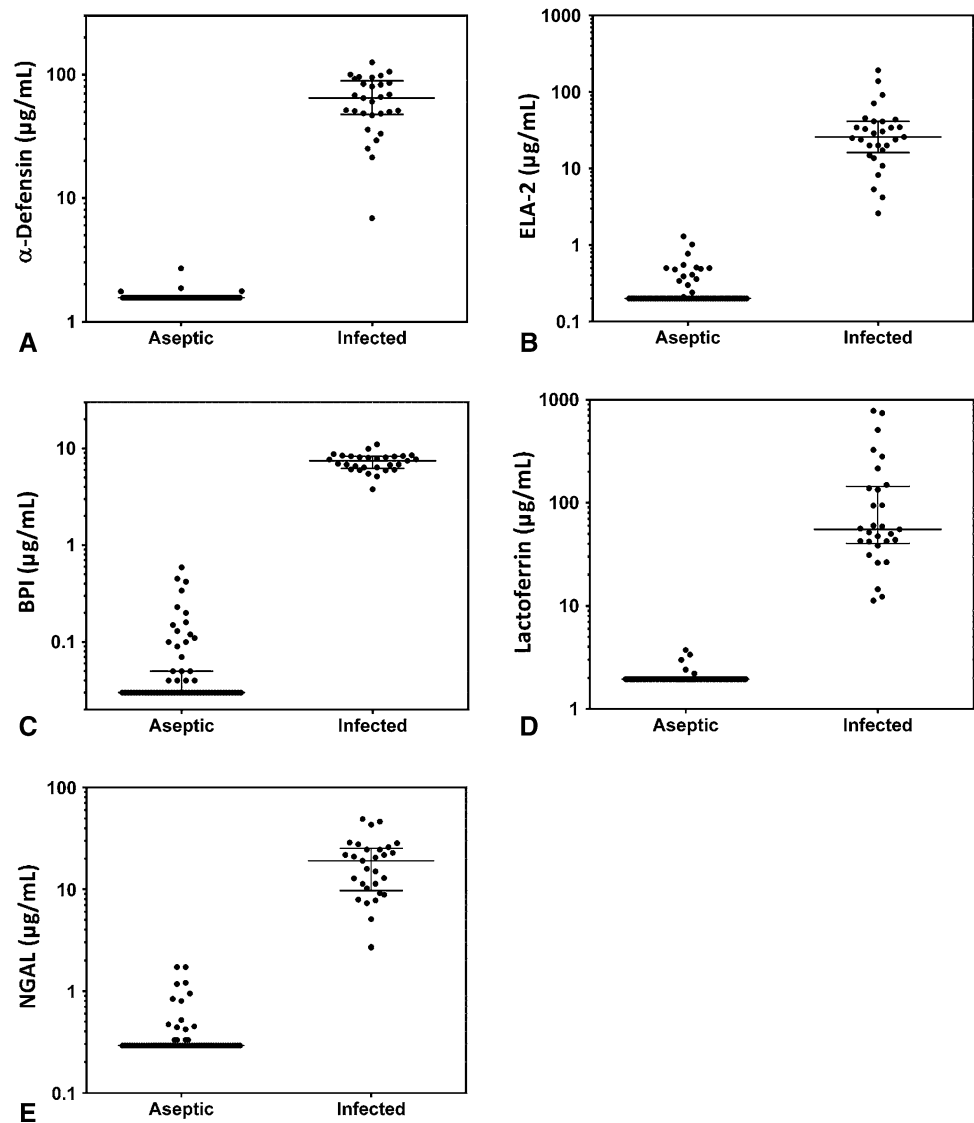 α-Defensin (µg/mL)
100
10
1
Aseptic
Infected
A
ELA-2 (µg/mL)
1000
100
10
1
0.1
Aseptic
Infected
B
BPI (µg/mL)
10
1
0.1
Aseptic
Infected
C
Lactoferrin (µg/mL)
1000
100
10
1
Aseptic
Infected
D
NGAL (µg/mL)
100
10
1
0.1
Aseptic
Infected
E